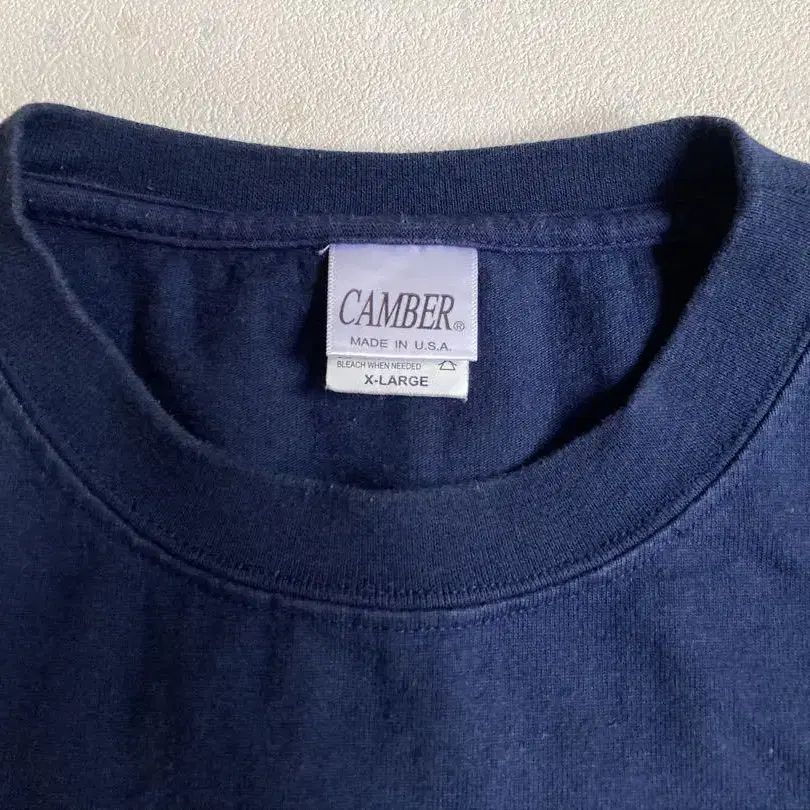 CAMBER®
MADE IN U.S.A.
BLEACH WHEN NEEDED
X-LARGE